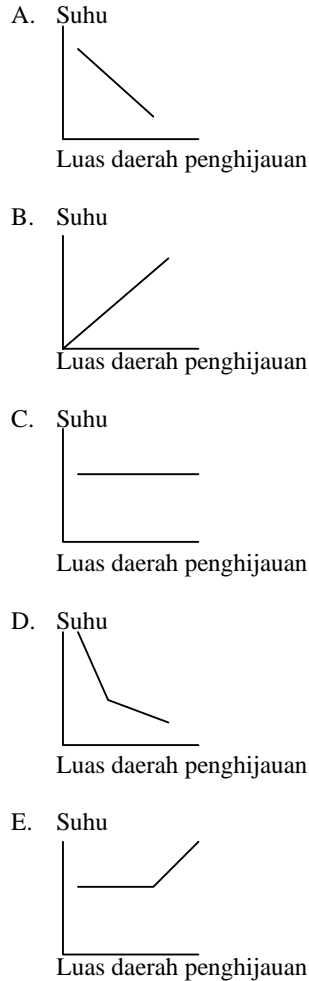 A. Suhu
Luas daerah penghijauan
B. Suhu
Luas daerah penghijauan
C. Suhu
Luas daerah penghijauan
D. Suhu
Luas daerah penghijauan
E. Suhu
Luas daerah penghijauan